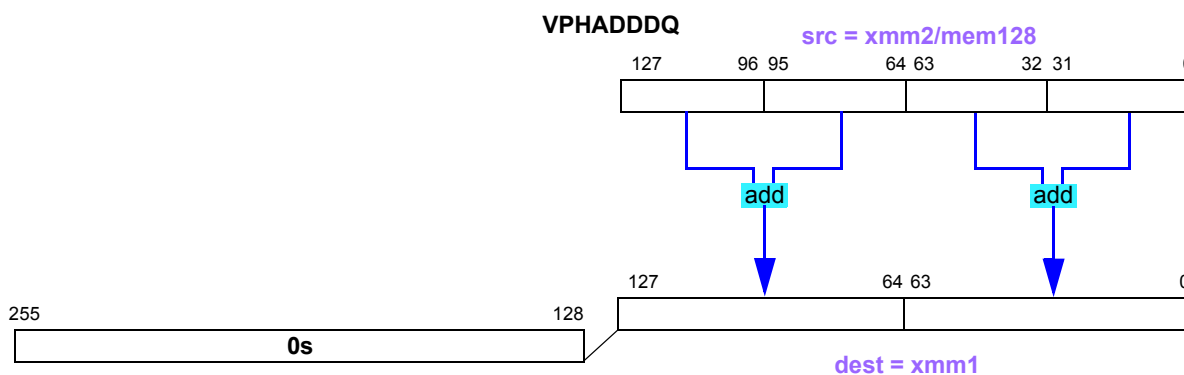 VPHADDDQ
src = xmm2/mem128
127 96 95 64 63 32 31
add add
127 64 63 0
255 128
0s
dest = xmm1